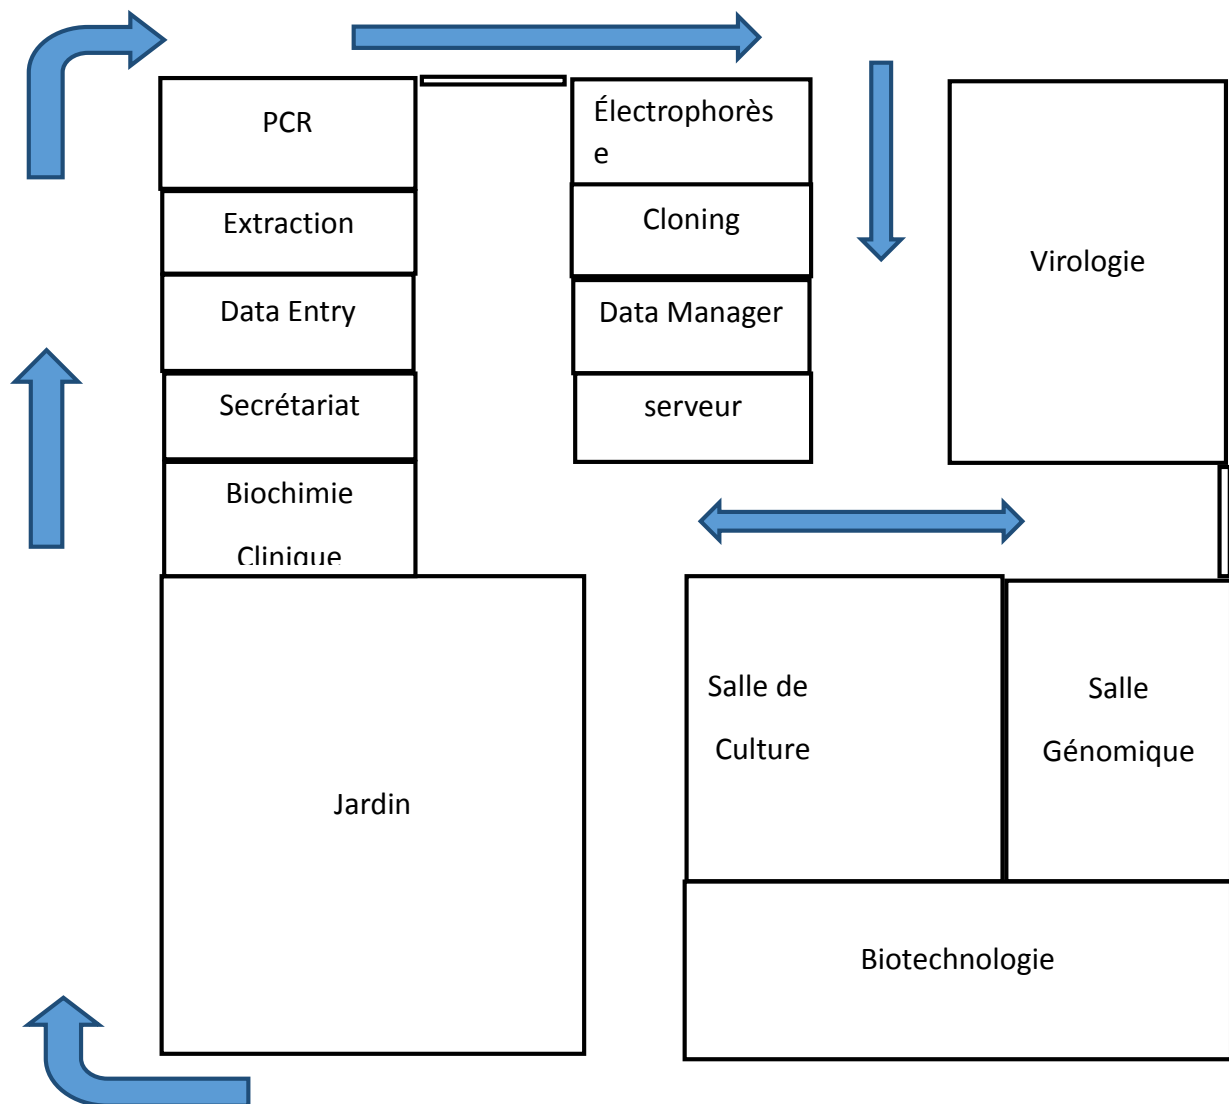 PCR
Extraction
Data Entry
Secrétariat
Biochimie
Clinique
Jardin
Électrophorès
e
Cloning
Data Manager
serveur
Virologie
Salle de
Culture
Salle
Génomique
Biotechnologie